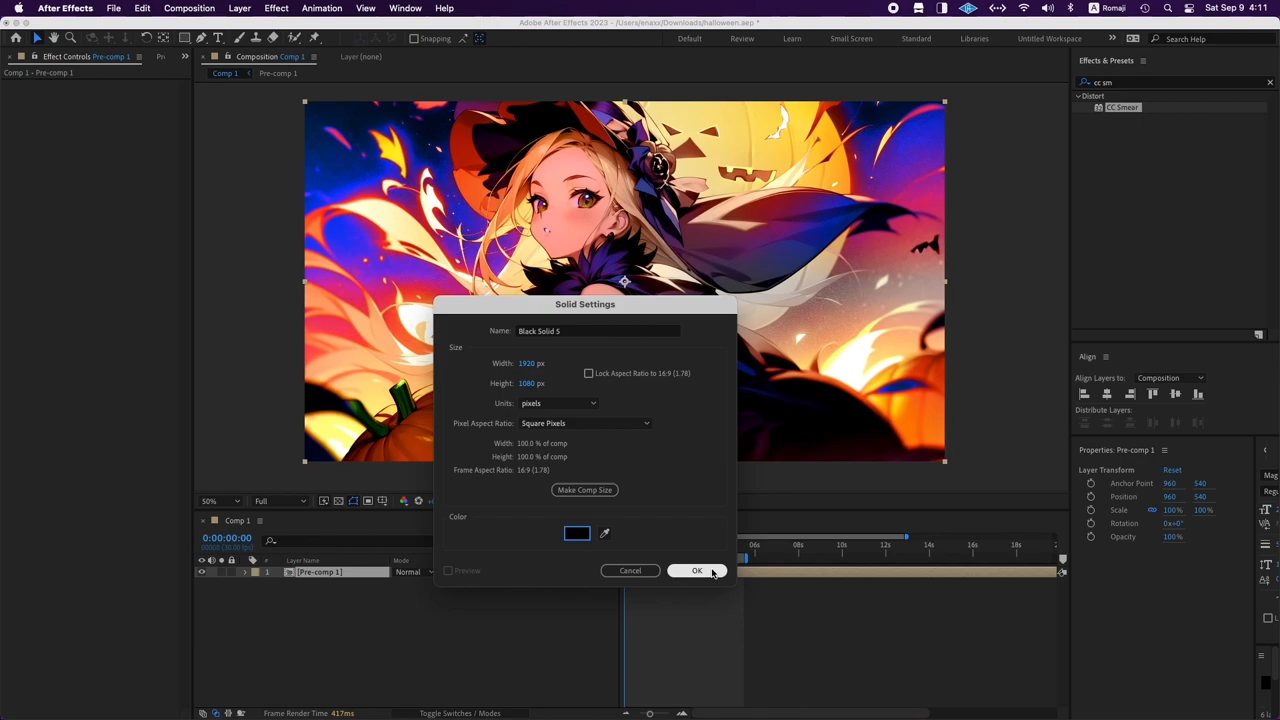 After Effects File Edit Composition Layer Effect Animation View Window Help A Romaji Sat Sep 9 4:11
Adobe After Effects 2023 - /Users/enaxx/Downloads/halloween.aep *
Snapping Default Review Learn Small Screen Standard Libraries Untitled Workspace Search Help
Effect Controls Pre-comp 1 Composition Comp 1 Layer (none) Effects & Presets
Comp 1 - Pre-comp 1 Comp 1 Pre-comp 1
cc sm
Distort
CC Smear
Solid Settings
Name: Black Solid 5
Size
Width: 1920 px
Lock Aspect Ratio to 16:9 (1.78)
Height: 1080 px
Units: pixels
Pixel Aspect Ratio: Square Pixels
Width: 100.0 % of comp
Height: 100.0 % of comp
Frame Aspect Ratio: 16:9 (1.78)
Make Comp Size
Color
Preview Cancel OK
Align
Align Layers to: Composition
Distribute Layers:
Properties: Pre-comp 1
Layer Transform Reset
Anchor Point 960 540
Position 960 540
Scale 100% 100%
Rotation 0x+0°
Opacity 100%
50% Full
Comp 1
0:00:00:00
00000 (30.00 fps)
06s 08s 10s 12s 14s 16s 18s
# Layer Name Mode
1 [Pre-comp 1] Normal
Frame Render Time 417ms Toggle Switches / Modes